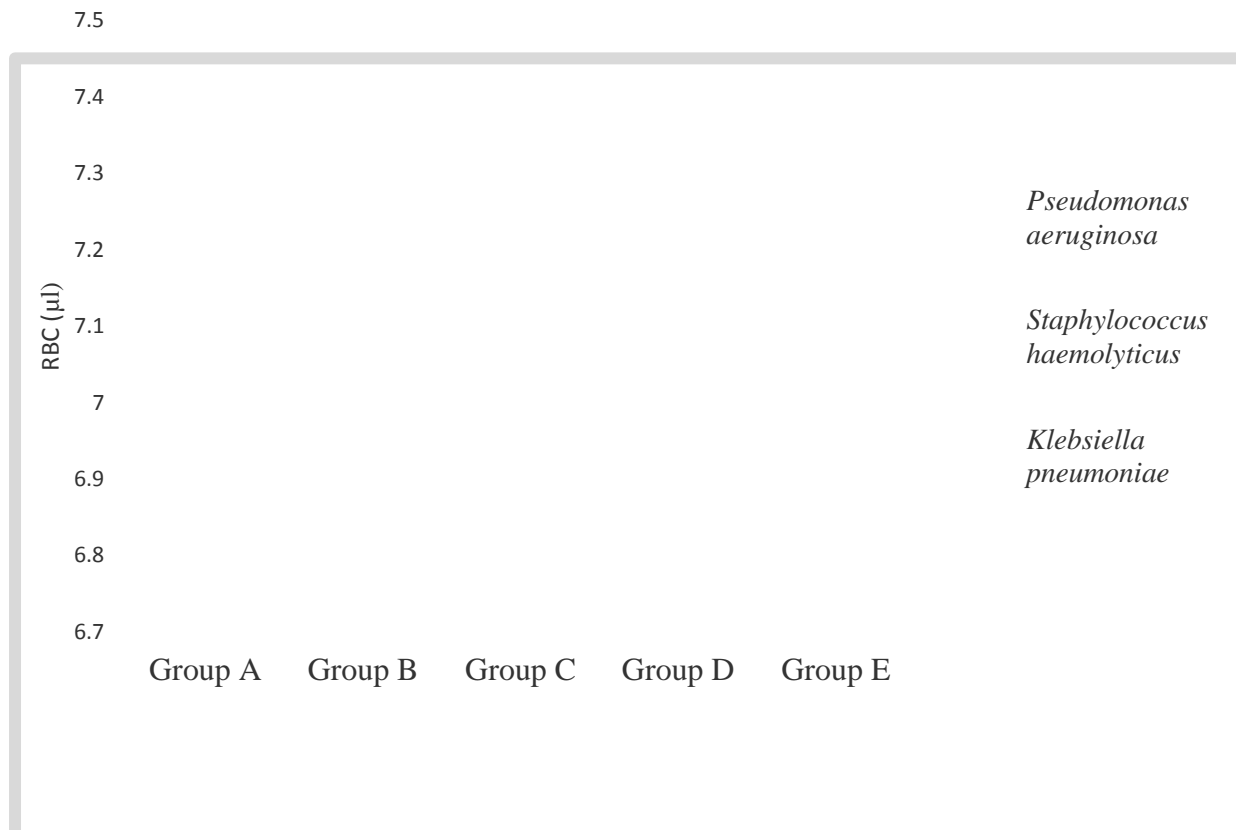 7.5
7.4
7.3
7.2
7.1
7
6.9
6.8
6.7
RBC (µl)
Group A Group B Group C Group D Group E
Pseudomonas
aeruginosa
Staphylococcus
haemolyticus
Klebsiella
pneumoniae